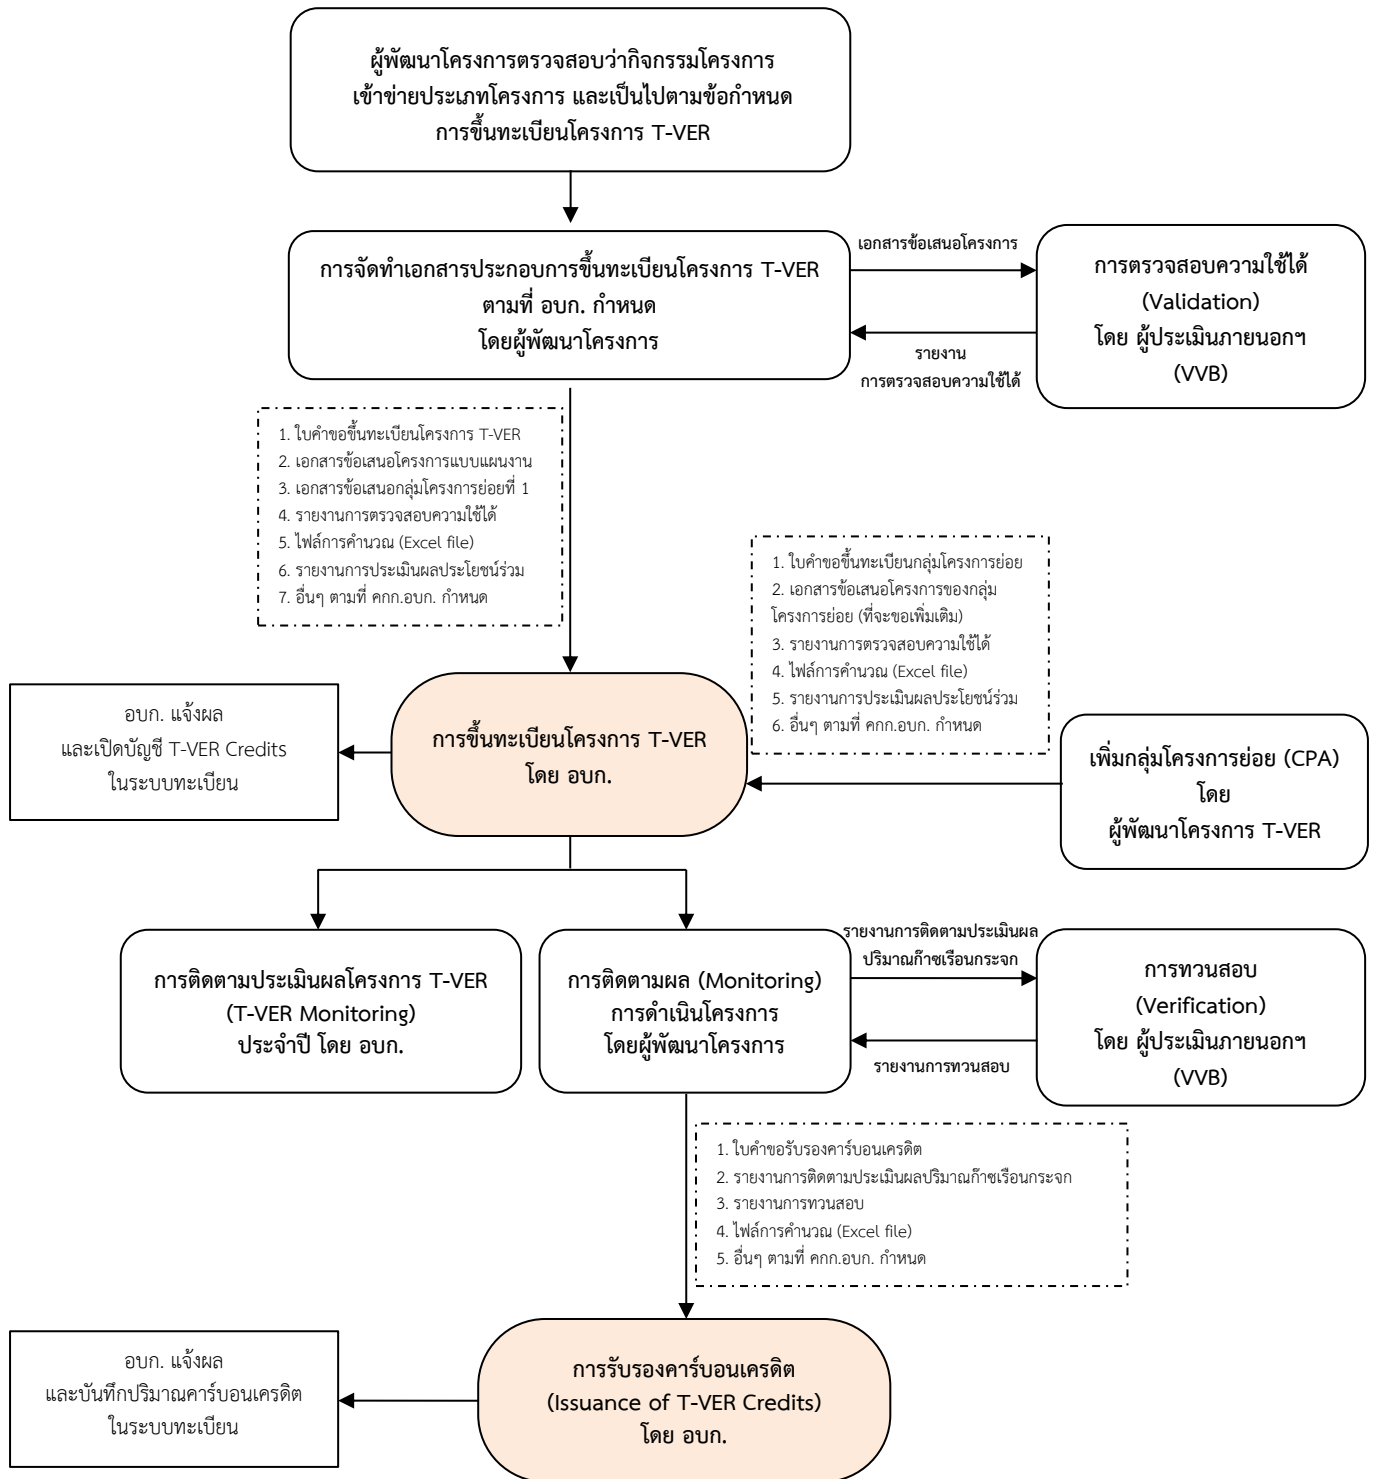 ผู้พัฒนาโครงการตรวจสอบว่ากิจกรรมโครงการ
เข้าข่ายประเภทโครงการ และเป็นไปตามข้อกำหนด
การขึ้นทะเบียนโครงการ T-VER
การจัดทำเอกสารประกอบการขึ้นทะเบียนโครงการ T-VER
ตามที่ อบก. กำหนด
โดยผู้พัฒนาโครงการ
เอกสารข้อเสนอโครงการ
รายงาน
การตรวจสอบความใช้ได้
การตรวจสอบความใช้ได้
(Validation)
โดย ผู้ประเมินภายนอกฯ
(VVB)
1. ใบคำขอขึ้นทะเบียนโครงการ T-VER
2. เอกสารข้อเสนอโครงการแบบแผนงาน
3. เอกสารข้อเสนอกลุ่มโครงการย่อยที่ 1
4. รายงานการตรวจสอบความใช้ได้
5. ไฟล์การคำนวณ (Excel file)
6. รายงานการประเมินผลประโยชน์ร่วม
7. อื่นๆ ตามที่ คกก.อบก. กำหนด
1. ใบคำขอขึ้นทะเบียนกลุ่มโครงการย่อย
2. เอกสารข้อเสนอโครงการของกลุ่ม
โครงการย่อย (ที่จะขอเพิ่มเติม)
3. รายงานการตรวจสอบความใช้ได้
4. ไฟล์การคำนวณ (Excel file)
5. รายงานการประเมินผลประโยชน์ร่วม
6. อื่นๆ ตามที่ คกก.อบก. กำหนด
อบก. แจ้งผล
และเปิดบัญชี T-VER Credits
ในระบบทะเบียน
การขึ้นทะเบียนโครงการ T-VER
โดย อบก.
เพิ่มกลุ่มโครงการย่อย (CPA)
โดย
ผู้พัฒนาโครงการ T-VER
การติดตามประเมินผลโครงการ T-VER
(T-VER Monitoring)
ประจำปี โดย อบก.
การติดตามผล (Monitoring)
การดำเนินโครงการ
โดยผู้พัฒนาโครงการ
รายงานการติดตามประเมินผล
ปริมาณก๊าซเรือนกระจก
รายงานการทวนสอบ
การทวนสอบ
(Verification)
โดย ผู้ประเมินภายนอกฯ
(VVB)
1. ใบคำขอรับรองคาร์บอนเครดิต
2. รายงานการติดตามประเมินผลปริมาณก๊าซเรือนกระจก
3. รายงานการทวนสอบ
4. ไฟล์การคำนวณ (Excel file)
5. อื่นๆ ตามที่ คกก.อบก. กำหนด
อบก. แจ้งผล
และบันทึกปริมาณคาร์บอนเครดิต
ในระบบทะเบียน
การรับรองคาร์บอนเครดิต
(Issuance of T-VER Credits)
โดย อบก.